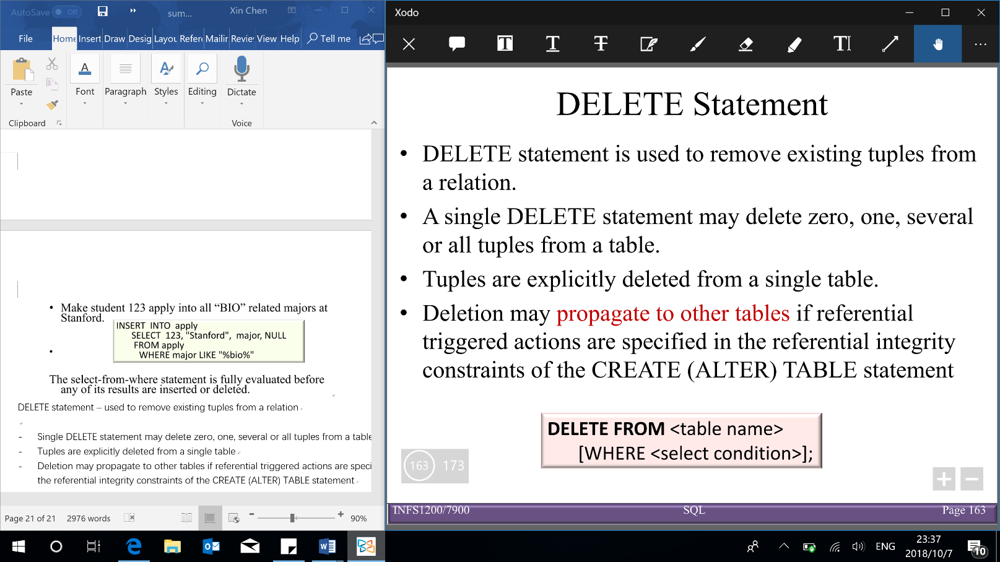 AutoSave Off
sum...
Xin Chen
File Home Insert Draw Desig Layou Refere Mailin Revie View Help Tell me
Paste
Font
Paragraph
Styles
Editing
Dictate
Clipboard
Voice
• Make student 123 apply into all “BIO” related majors at
Stanford.
INSERT INTO apply
SELECT 123, "Stanford", major, NULL
FROM apply
WHERE major LIKE "%bio%"
•
The select-from-where statement is fully evaluated before
any of its results are inserted or deleted.
DELETE statement – used to remove existing tuples from a relation
- Single DELETE statement may delete zero, one, several or all tuples from a table
- Tuples are explicitly deleted from a single table
- Deletion may propagate to other tables if referential triggered actions are speci
the referential integrity constraints of the CREATE (ALTER) TABLE statement
Page 21 of 21 2976 words
90%
Xodo
DELETE Statement
• DELETE statement is used to remove existing tuples from
a relation.
• A single DELETE statement may delete zero, one, several
or all tuples from a table.
• Tuples are explicitly deleted from a single table.
• Deletion may propagate to other tables if referential
triggered actions are specified in the referential integrity
constraints of the CREATE (ALTER) TABLE statement
DELETE FROM <table name>
[WHERE <select condition>];
163 173
INFS1200/7900 SQL Page 163
ENG
23:37
2018/10/7
10